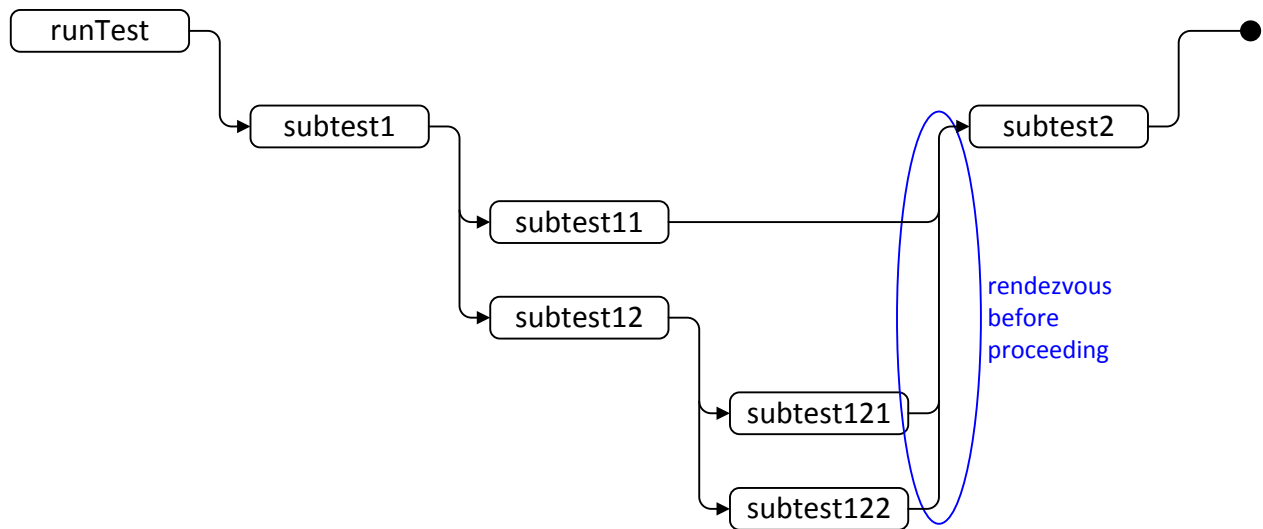 runTest
subtest1
subtest2
subtest11
subtest12
rendezvous
before
proceeding
subtest121
subtest122